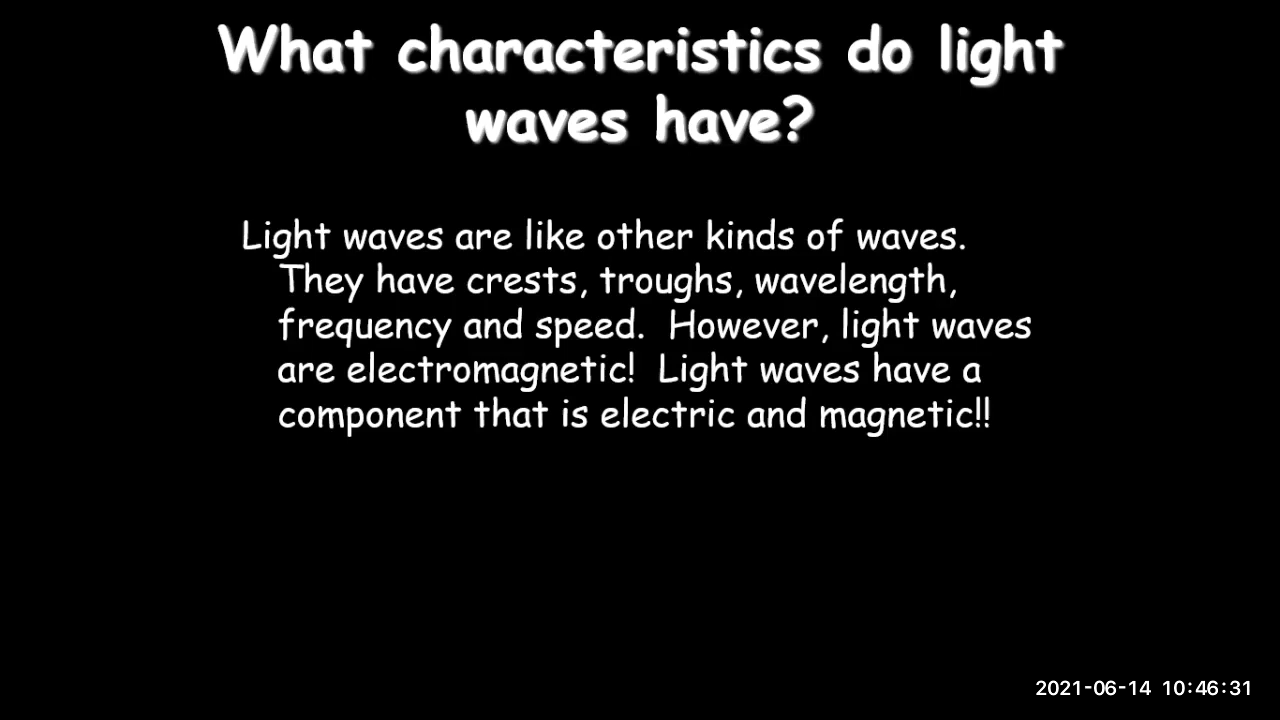 What characteristics do light
waves have?
Light waves are like other kinds of waves.
They have crests, troughs, wavelength,
frequency and speed.  However, light waves
are electromagnetic!  Light waves have a
component that is electric and magnetic!!
2021-06-14 10:46:31